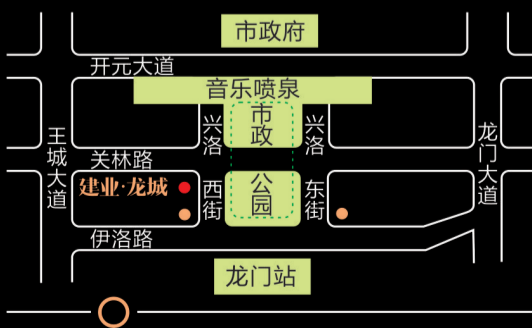 市政府
开元大道
音乐喷泉
市政
兴洛
兴洛
王城大道
龙门大道
关林路
建业·龙城
西街
公园
东街
伊洛路
龙门站